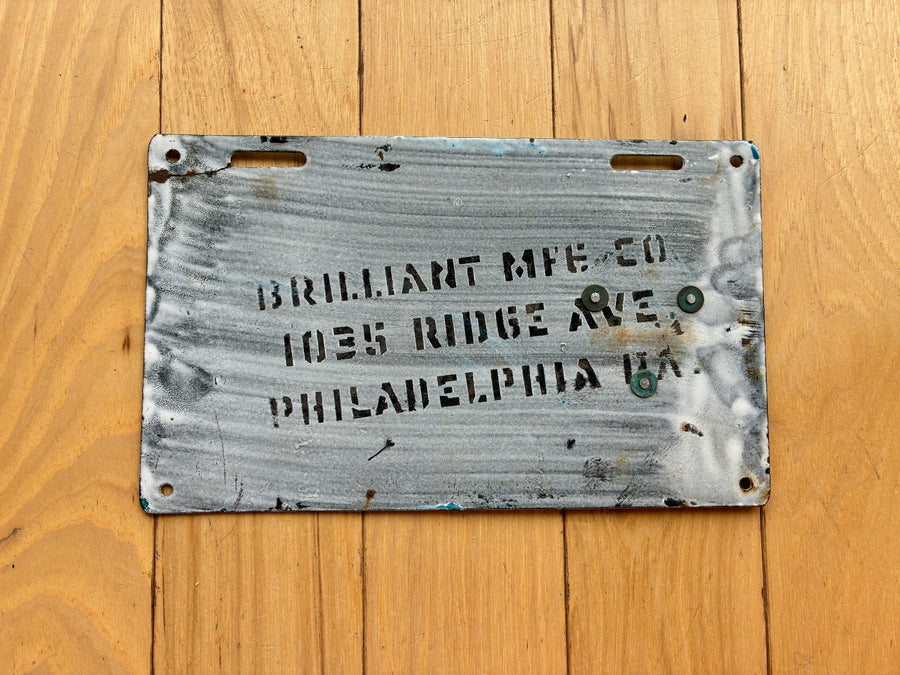 BRILLIANT MFG. CO.
1035 RIDGE AVE.
PHILADELPHIA PA.